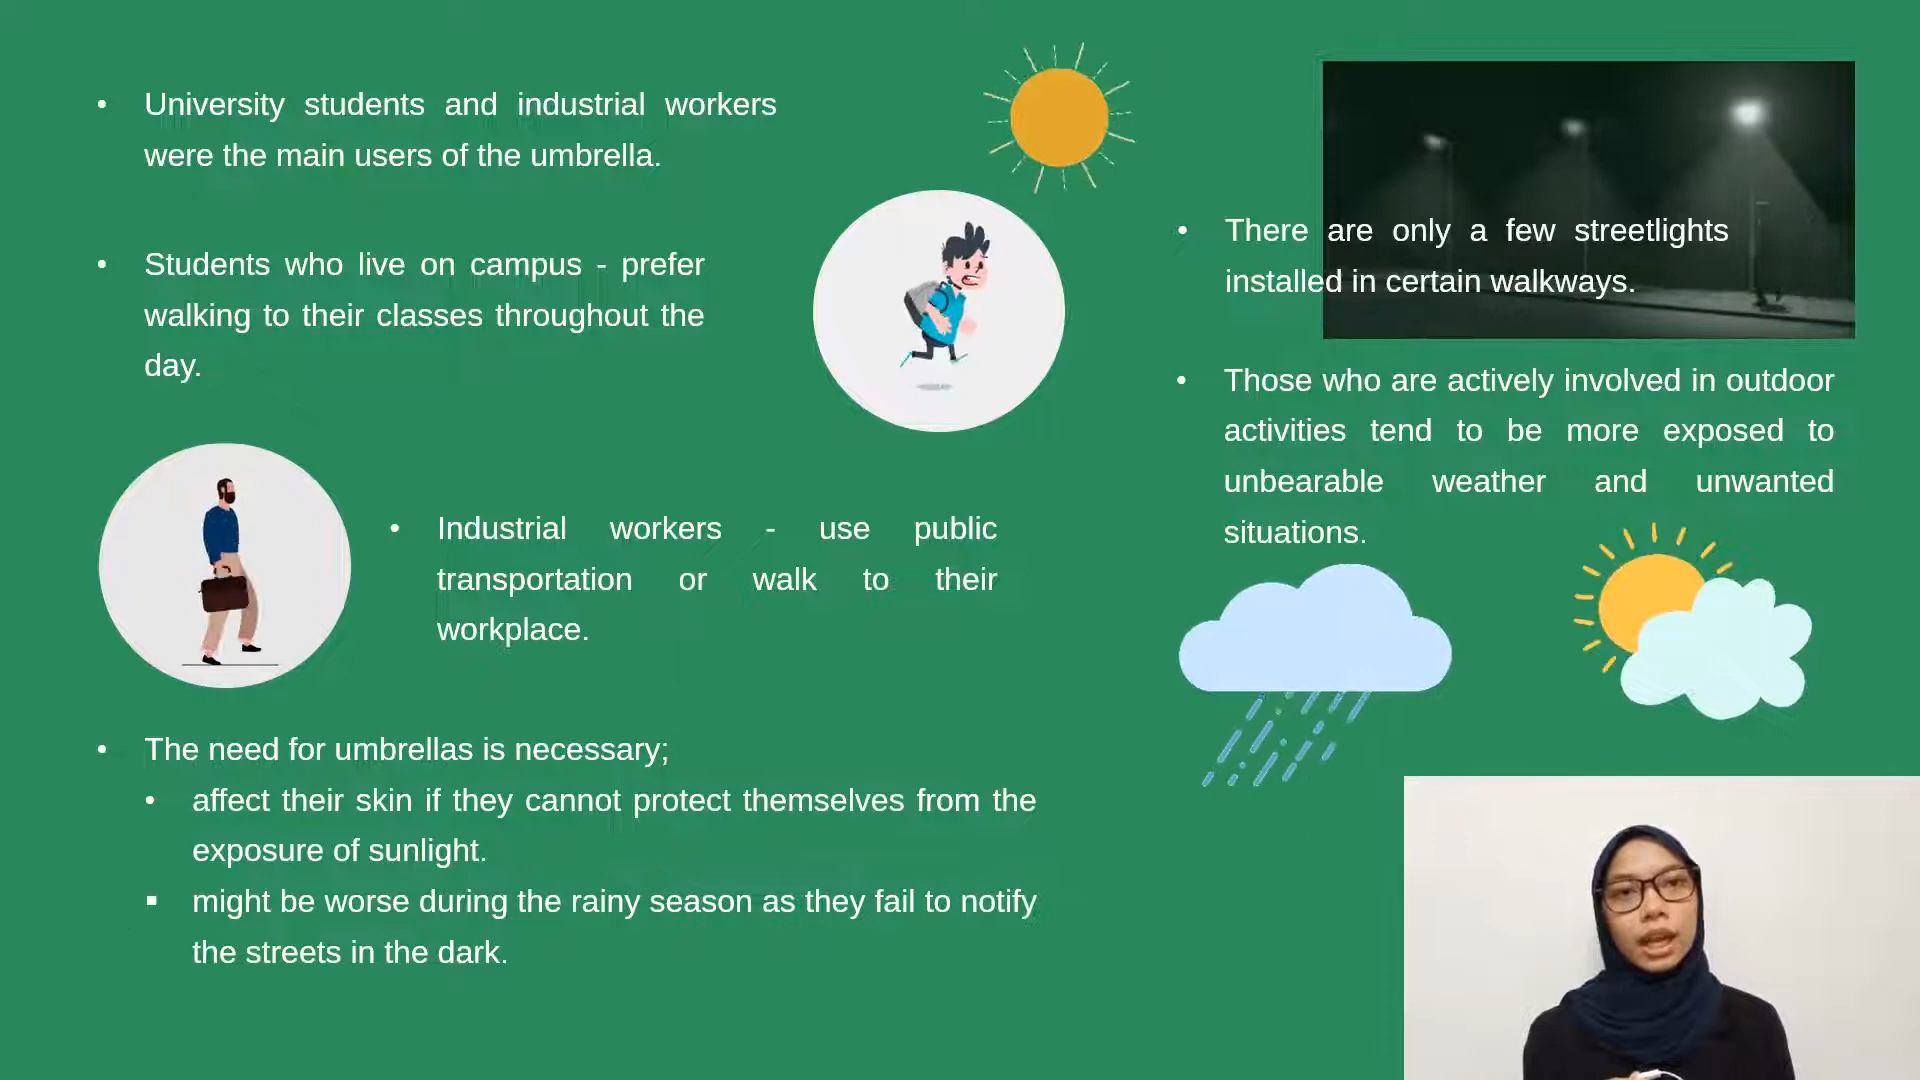 • University students and industrial workers
were the main users of the umbrella.
• Students who live on campus - prefer
walking to their classes throughout the
day.
• Industrial workers - use public
transportation or walk to their
workplace.
• The need for umbrellas is necessary;
• affect their skin if they cannot protect themselves from the
exposure of sunlight.
▪ might be worse during the rainy season as they fail to notify
the streets in the dark.
• There are only a few streetlights
installed in certain walkways.
• Those who are actively involved in outdoor
activities tend to be more exposed to
unbearable weather and unwanted
situations.